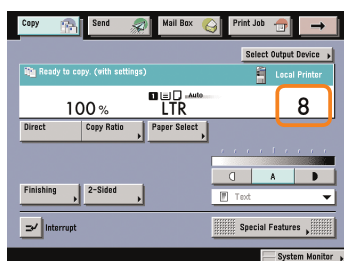 Copy Send Mail Box Print Job
Select Output Device
Ready to copy. (with settings) Local Printer
1 Auto
100 % LTR 8
Direct Copy Ratio Paper Select
A
Finishing 2-Sided Text
Interrupt Special Features
System Monitor